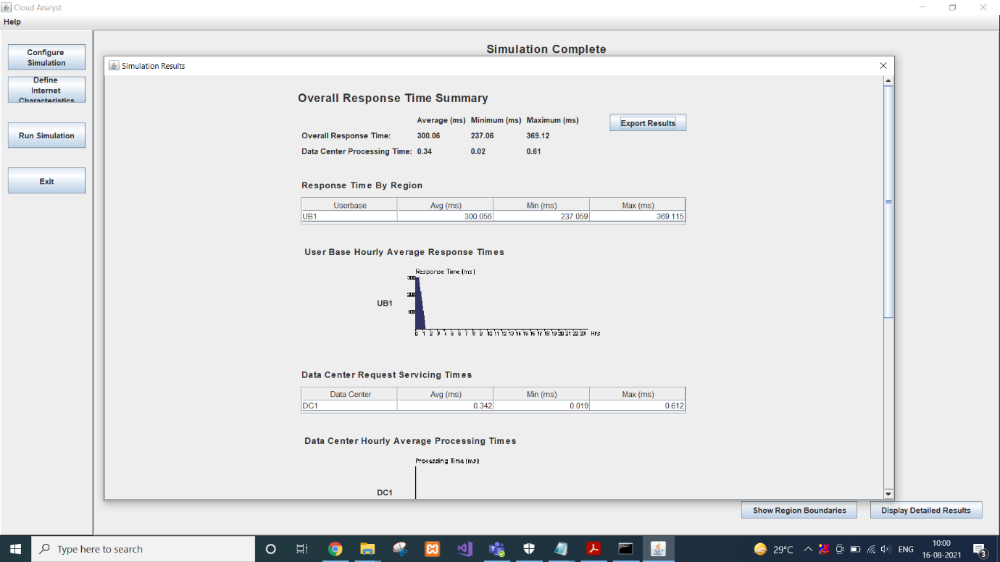 Cloud Analyst
Help
Configure
Simulation
Define
Internet
Characteristics
Run Simulation
Exit
Simulation Complete
Simulation Results
Overall Response Time Summary
Average (ms) Minimum (ms) Maximum (ms)
Export Results
Overall Response Time: 300.06 237.06 369.12
Data Center Processing Time: 0.34 0.02 0.61
Response Time By Region
Userbase Avg (ms) Min (ms) Max (ms)
UB1 300.056 237.059 369.115
User Base Hourly Average Response Times
Response Time (ms)
300
200
100
UB1
0 1 2 3 4 5 6 7 8 9 10 11 12 13 14 15 16 17 18 19 20 21 22 23 Hrs
Data Center Request Servicing Times
Data Center Avg (ms) Min (ms) Max (ms)
DC1 0.342 0.019 0.612
Data Center Hourly Average Processing Times
Processing Time (ms)
DC1
Show Region Boundaries
Display Detailed Results
Type here to search
29°C
ENG
10:00
16-08-2021
3